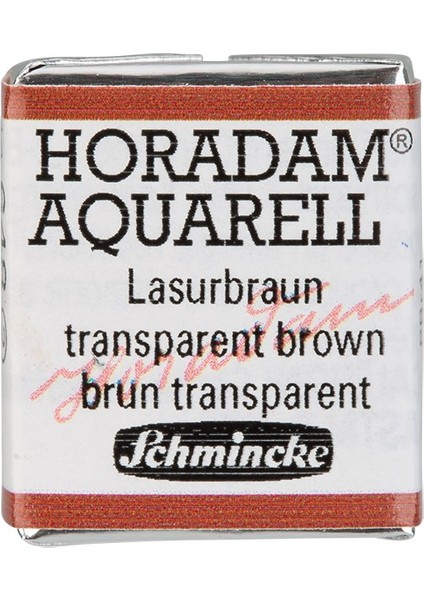 HORADAM®
AQUARELL
Lasurbraun
transparent brown
brun transparent
Schmincke